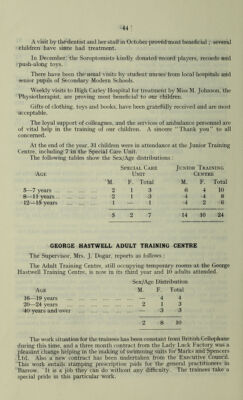 44
A visit by the dentist and her staff in October proved most beneficial ; several
children have since had treatment.
In December, the Soroptomists kindly donated record players, records and
push-along toys.
There have been the usual visits by student nurses from local hospitals and
senior pupils of Secondary Modern Schools.
Weekly visits to High Carley Hospital for treatment by Miss M. Johnson, the
Physiotherapist, are proving most beneficial to our children.
Gifts of clothing, toys and books, have been gratefully received and are most
acceptable.
The loyal support of colleagues, and the services of ambulance personnel are
of vital help in the training of our children. A sincere "Thank you" to all
concerned.
At the end of the year, 31 children were in attendance at the Junior Training
Centre, including 7 in the Special Care Unit.
The following tables show the Sex/Age distributions :
Special Care Junior Training
Age Unit Centre
M. F. Total M. F. Total
5—7 years 2 1 3 6 4 10
8—11 years 2 1 3 4 4 8
12—15 years 1 — 1 4 2 6
5 2 7 14 10 24
GEORGE HASTWELL ADULT TRAINING CENTRE
The Supervisor, Mrs. J. Dugar, reports as follows :
The Adult Training Centre, still occupying temporary rooms at the George
Hastwell Training Centre, is now in its third year and 10 adults attended.
Sex/Age Distribution
Age M. F. Total
16—19 years — 4 4
20—24 years 2 1 3
40 years and over — 3 3
2 8 10
The work situation for the trainees has been constant from British Cellophane
during this time, and a three month contract from the Lady Luck Factory was a
pleasant change helping in the making of swimming suits for Marks and Spencers
Ltd. Also a new contract has been undertaken from the Executive Council.
This work entails stamping prescription pads for the general practitioners in
Barrow. It is a job they can do without any difficulty. The trainees take a
special pride in this particular work.